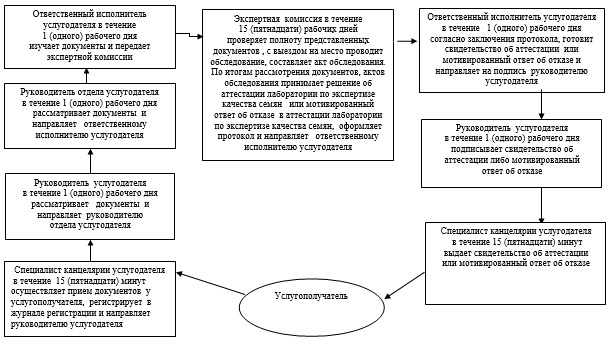 Ответственный исполнитель
услугодателя в течение
1 (одного) рабочего дня
изучает документы и передает
экспертной комиссии
Экспертная комиссия в течение
15 (пятнадцати) рабочих дней
проверяет полноту представленных
документов , с выездом на место проводит
обследование, составляет акт обследования.
По итогам рассмотрения документов, актов
обследования принимает решение об
аттестации лаборатории по экспертизе
качества семян или мотивированный
ответ об отказе в аттестации лаборатории
по экспертизе качества семян, оформляет
протокол и направляет ответственному
исполнителю услугодателя
Ответственный исполнитель услугодателя
в течение 1 (одного) рабочего дня
согласно заключения протокола, готовит
свидетельство об аттестации или
мотивированный ответ об отказе и
направляет на подпись руководителю
услугодателя
Руководитель отдела услугодателя
в течение 1 (одного) рабочего дня
рассматривает документы и
направляет ответственному
исполнителю услугодателя
Руководитель услугодателя
в течение 1 (одного) рабочего дня
подписывает свидетельство об
аттестации либо мотивированный
ответ об отказе
Руководитель услугодателя
в течение 1 (одного) рабочего дня
рассматривает документы и
направляет руководителю
отдела услугодателя
Специалист канцелярии услугодателя
в течение 15 (пятнадцати) минут
выдает свидетельство об аттестации
или мотивированный ответ об отказе
Специалист канцелярии услугодателя
в течение 15 (пятнадцати) минут
осуществляет прием документов у
услугополучателя, регистрирует в
журнале регистрации и направляет
руководителю услугодателя
Услугополучатель